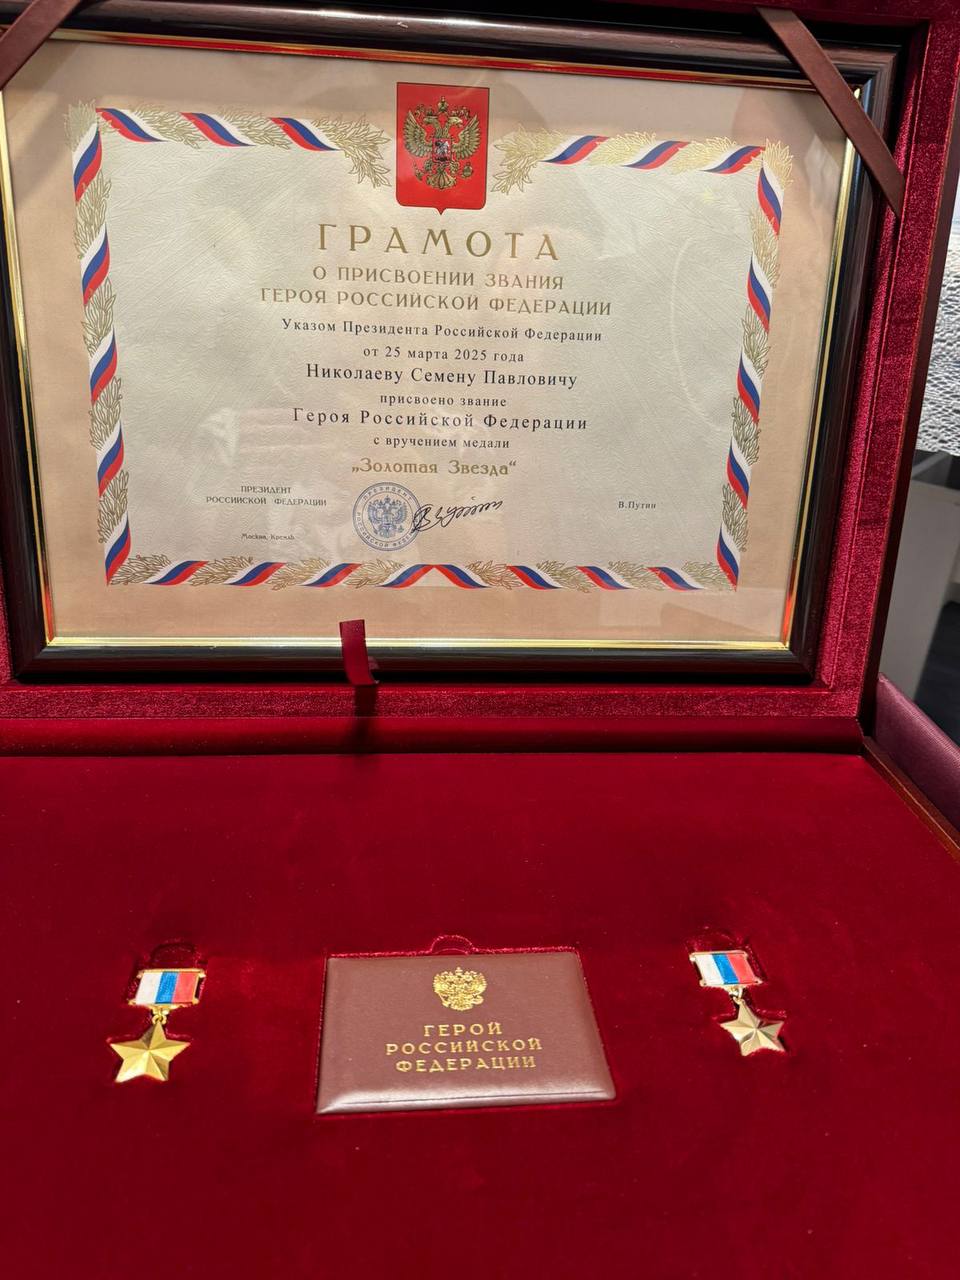 ГРАМОТА
О ПРИСВОЕНИИ ЗВАНИЯ
ГЕРОЯ РОССИЙСКОЙ ФЕДЕРАЦИИ
Указом Президента Российской Федерации
от 25 марта 2025 года
Николаеву Семену Павловичу
присвоено звание
Героя Российской Федерации
с вручением медали
„Золотая Звезда“
ПРЕЗИДЕНТ
РОССИЙСКОЙ ФЕДЕРАЦИИ
В.Путин
Москва, Кремль
ГЕРОЙ
РОССИЙСКОЙ
ФЕДЕРАЦИИ